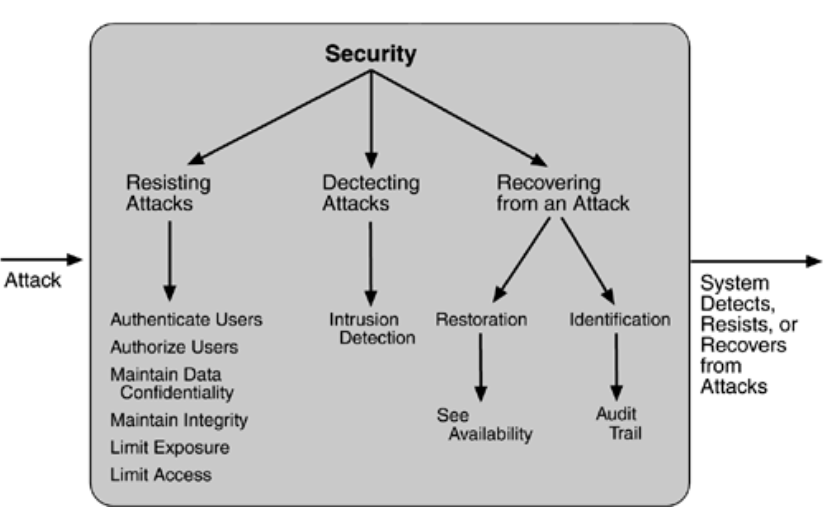 Security
Resisting
Attacks
Dectecting
Attacks
Recovering
from an Attack
Attack
Authenticate Users
Authorize Users
Maintain Data
Confidentiality
Maintain Integrity
Limit Exposure
Limit Access
Intrusion
Detection
Restoration
Identification
See
Availability
Audit
Trail
System
Detects,
Resists, or
Recovers
from
Attacks